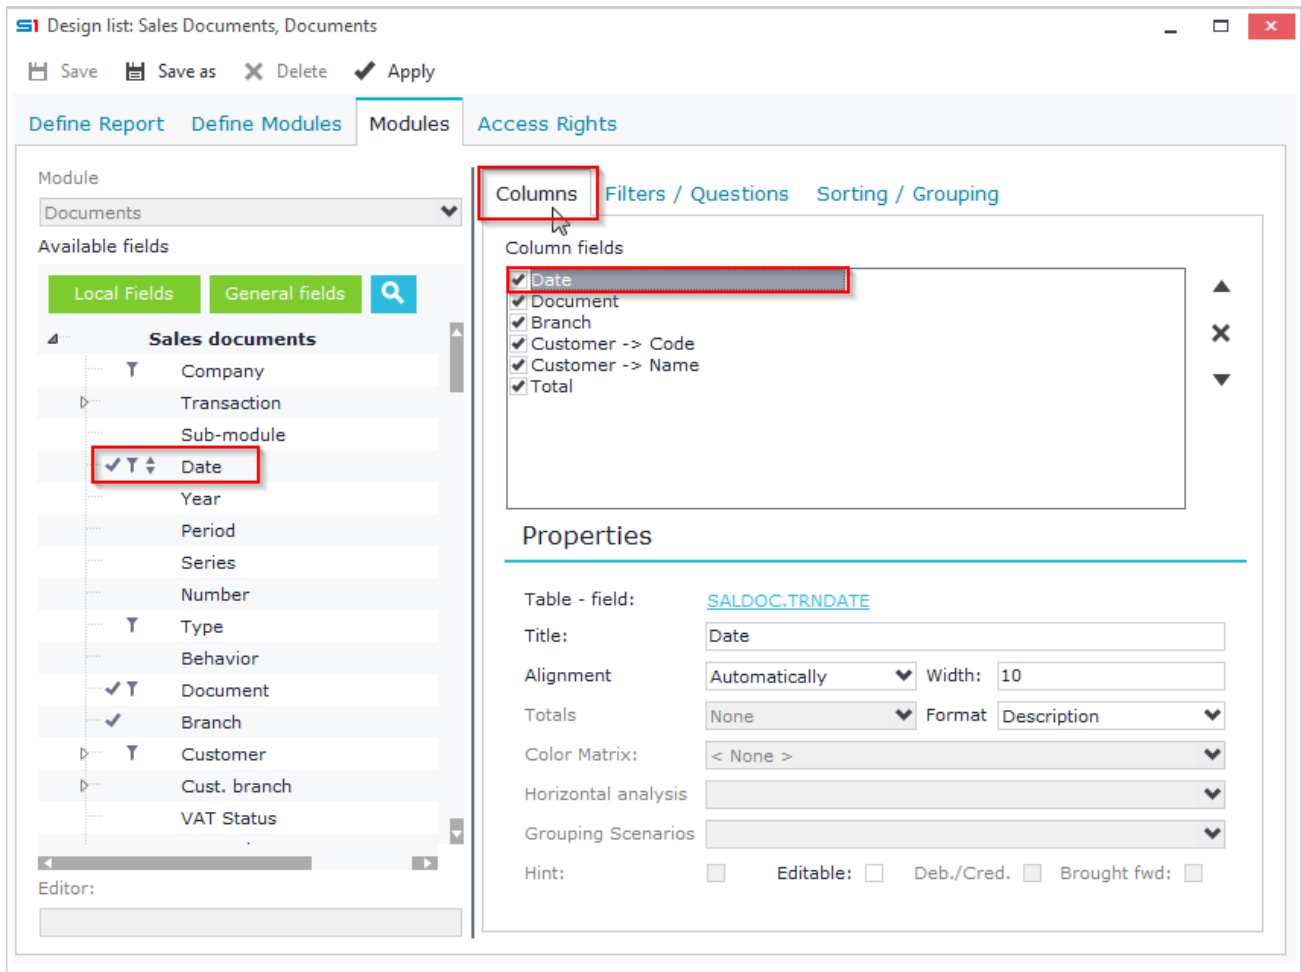 S1 Design list: Sales Documents, Documents
Save Save as Delete Apply
Define Report Define Modules Modules Access Rights
Module
Documents
Available fields
Local Fields General fields
Sales documents
Company
Transaction
Sub-module
Date
Year
Period
Series
Number
Type
Behavior
Document
Branch
Customer
Cust. branch
VAT Status
Editor:
Columns Filters / Questions Sorting / Grouping
Column fields
Date
Document
Branch
Customer -> Code
Customer -> Name
Total
Properties
Table - field: SALDOC.TRNDATE
Title: Date
Alignment Automatically Width: 10
Totals None Format Description
Color Matrix: < None >
Horizontal analysis
Grouping Scenarios
Hint: Editable: Deb./Cred. Brought fwd: